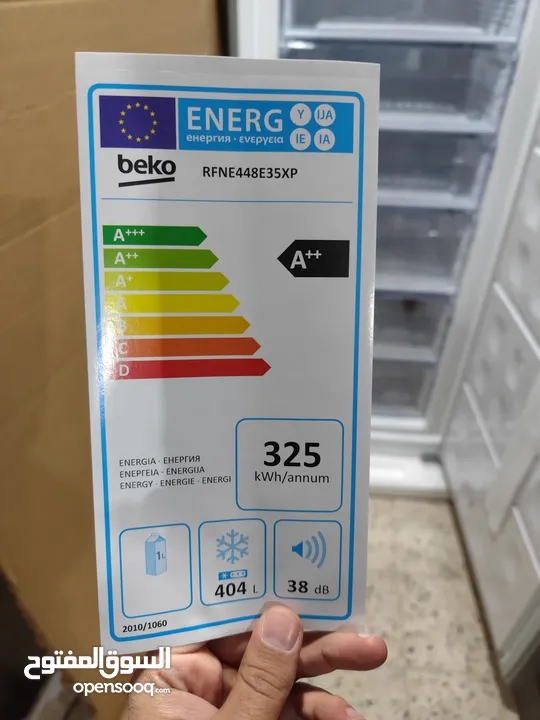 ENERG
Y IJA
IE IA
енергия · ενεργεια
beko
RFNE448E35XP
A+++
A++
A++
A+
A
B
C
D
325
kWh/annum
ENERGIA · ЕНЕРГИЯ
ΕΝΕΡΓΕΙΑ · ENERGIJA
ENERGY · ENERGIE · ENERGI
1L
404 L
38 dB
2010/1060
السوق المفتوح
opensooq.com